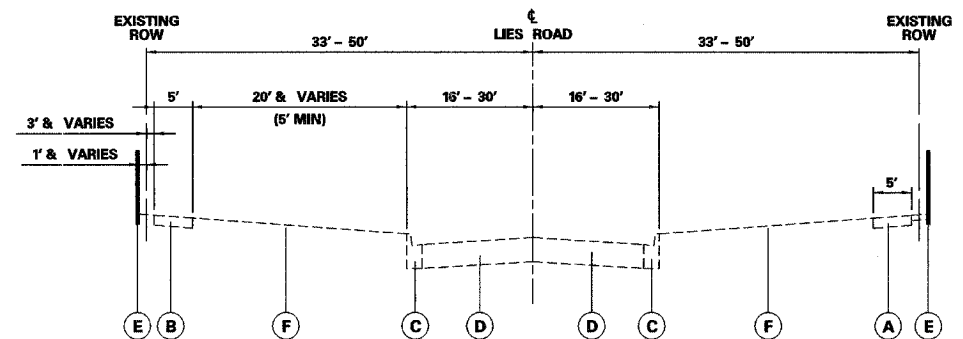 ℄
EXISTING
ROW
LIES ROAD
EXISTING
ROW
33' – 50'
33' – 50'
5'
20' & VARIES
(5' MIN)
16' – 30'
16' – 30'
3' & VARIES
1' & VARIES
5'
E B F C D D C F A E